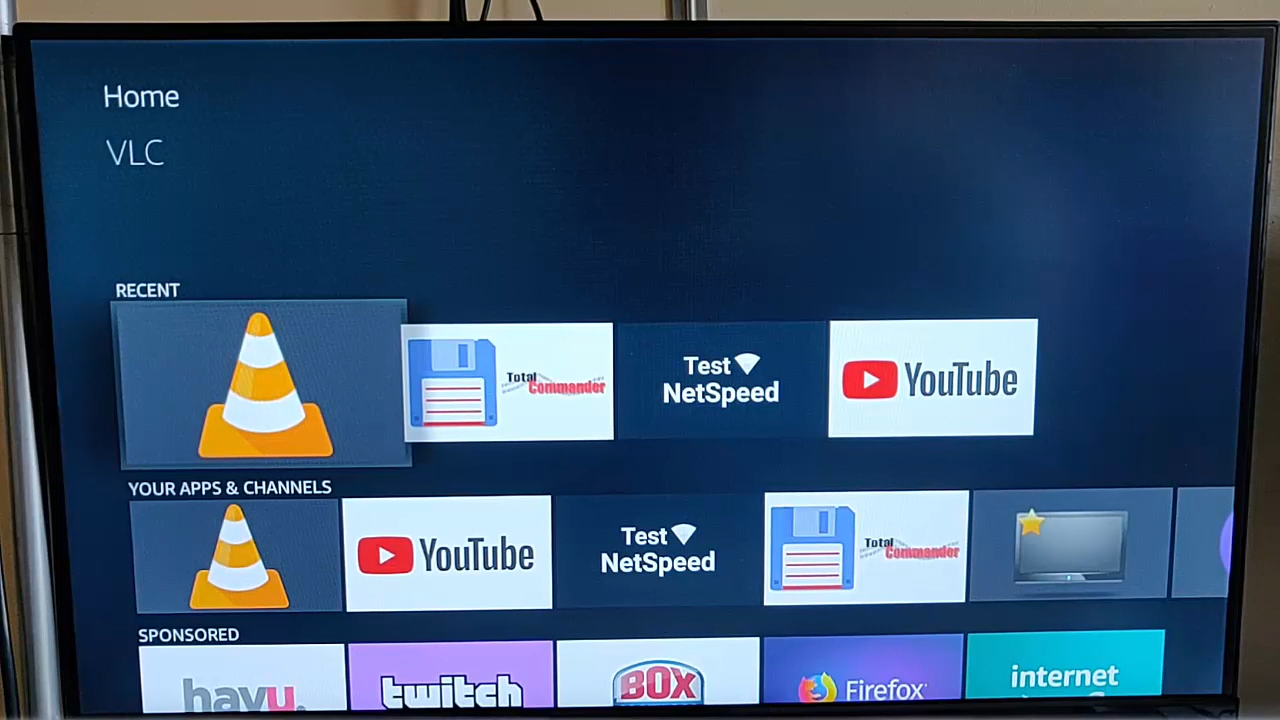 Home
VLC
RECENT
Total
Commander
Test
NetSpeed
YouTube
YOUR APPS & CHANNELS
YouTube
Test
NetSpeed
Total
Commander
SPONSORED
hayu.
twitch
BOX
Firefox
internet